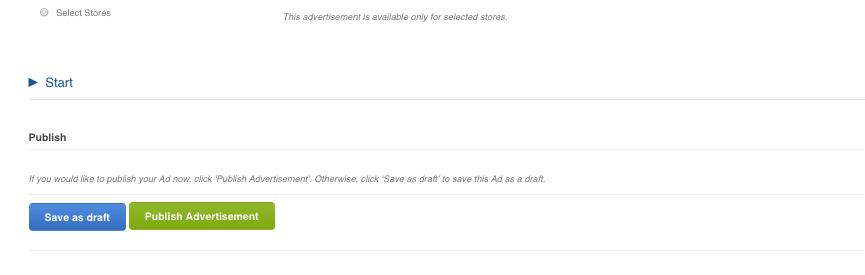 Select Stores
This advertisement is available only for selected stores.
Start
Publish
If you would like to publish your Ad now, click 'Publish Advertisement'. Otherwise, click 'Save as draft' to save this Ad as a draft.
Save as draft
Publish Advertisement